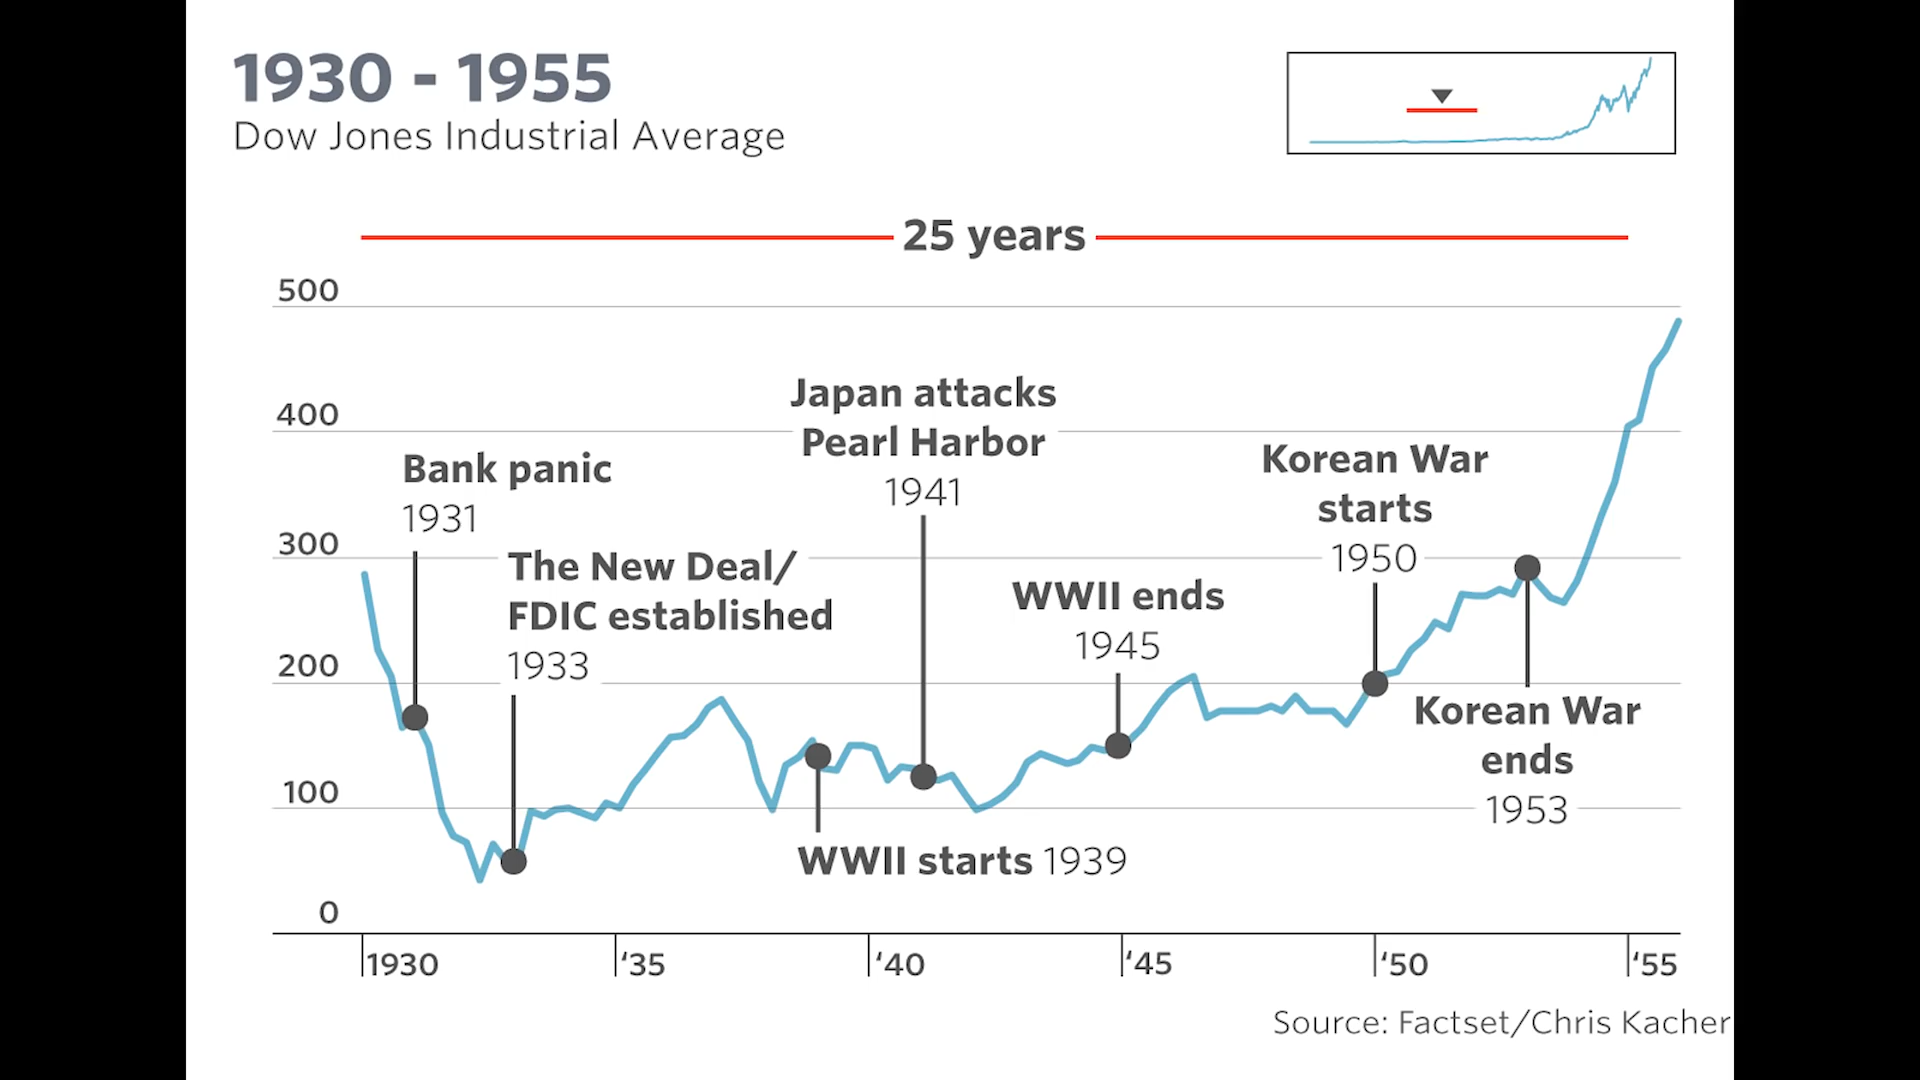 1930 - 1955
Dow Jones Industrial Average
25 years
500
400
300
200
100
0
Bank panic
1931
The New Deal/
FDIC established
1933
Japan attacks
Pearl Harbor
1941
WWII starts 1939
WWII ends
1945
Korean War
starts
1950
Korean War
ends
1953
1930
‘35
‘40
‘45
‘50
‘55
Source: Factset/Chris Kacher